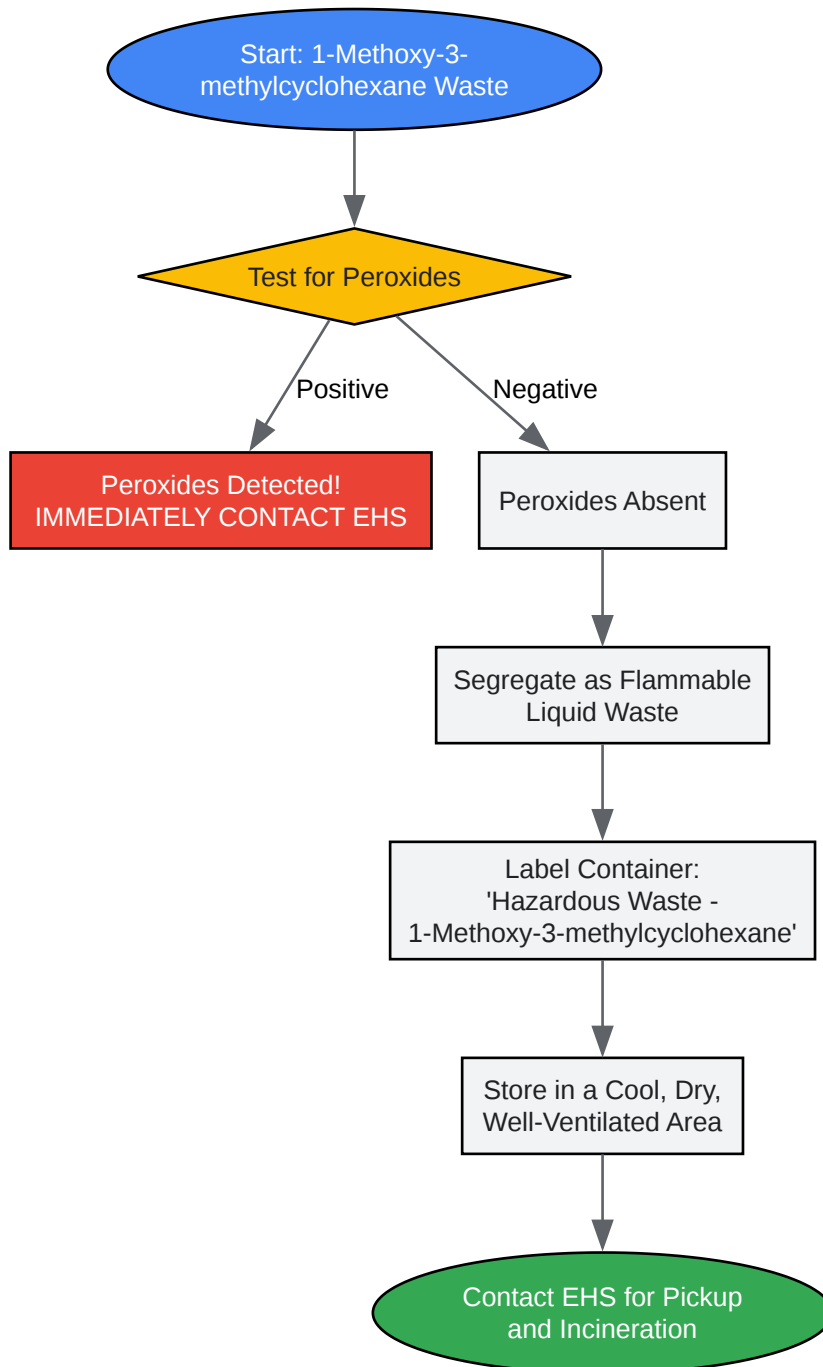 Start: 1-Methoxy-3-
methylcyclohexane Waste
Test for Peroxides
Positive
Negative
Peroxides Detected!
IMMEDIATELY CONTACT EHS
Peroxides Absent
Segregate as Flammable
Liquid Waste
Label Container:
'Hazardous Waste -
1-Methoxy-3-methylcyclohexane'
Store in a Cool, Dry,
Well-Ventilated Area
Contact EHS for Pickup
and Incineration